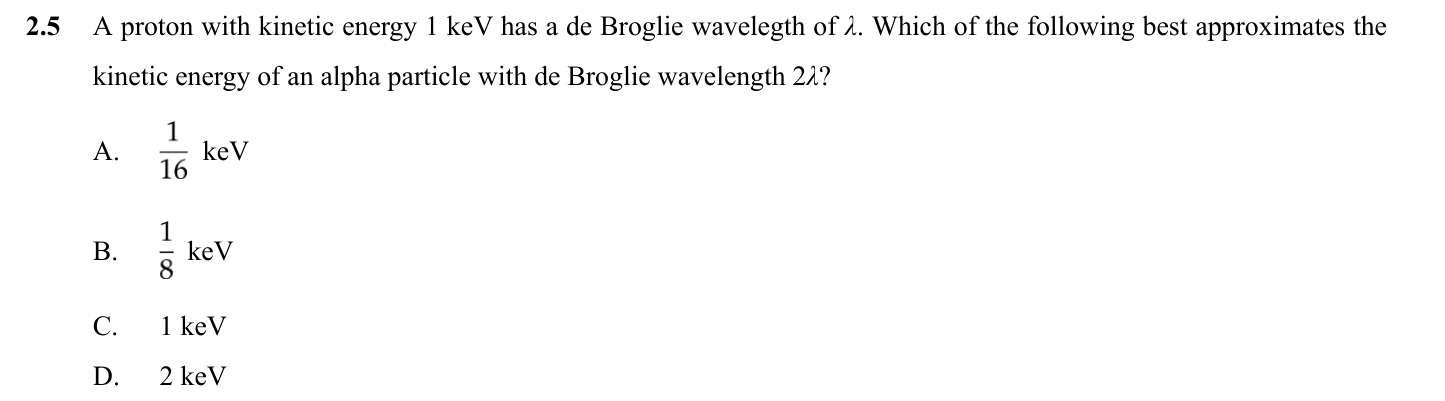 2.5 A proton with kinetic energy 1 keV has a de Broglie wavelegth of λ. Which of the following best approximates the
kinetic energy of an alpha particle with de Broglie wavelength 2λ?
A. 1/16 keV
B. 1/8 keV
C. 1 keV
D. 2 keV